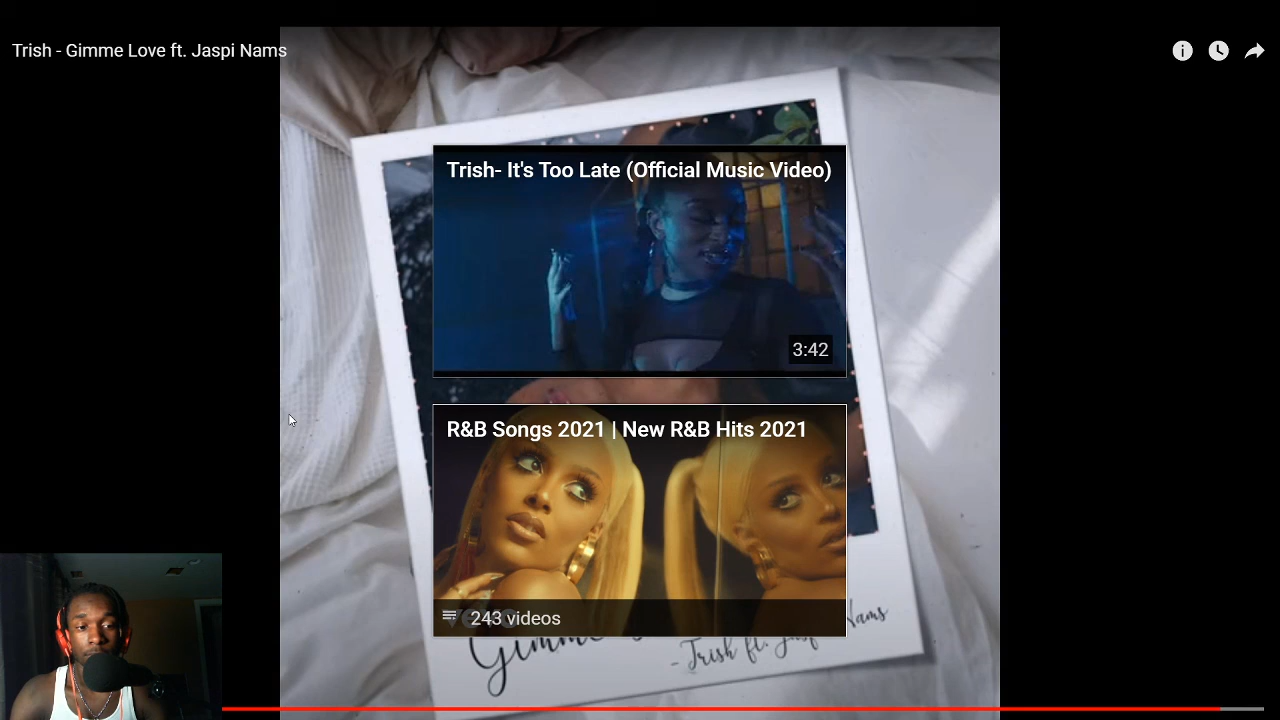 Trish - Gimme Love ft. Jaspi Nams
Trish- It's Too Late (Official Music Video)
3:42
R&B Songs 2021 | New R&B Hits 2021
243 videos
Gimme
- Trish ft. Nams